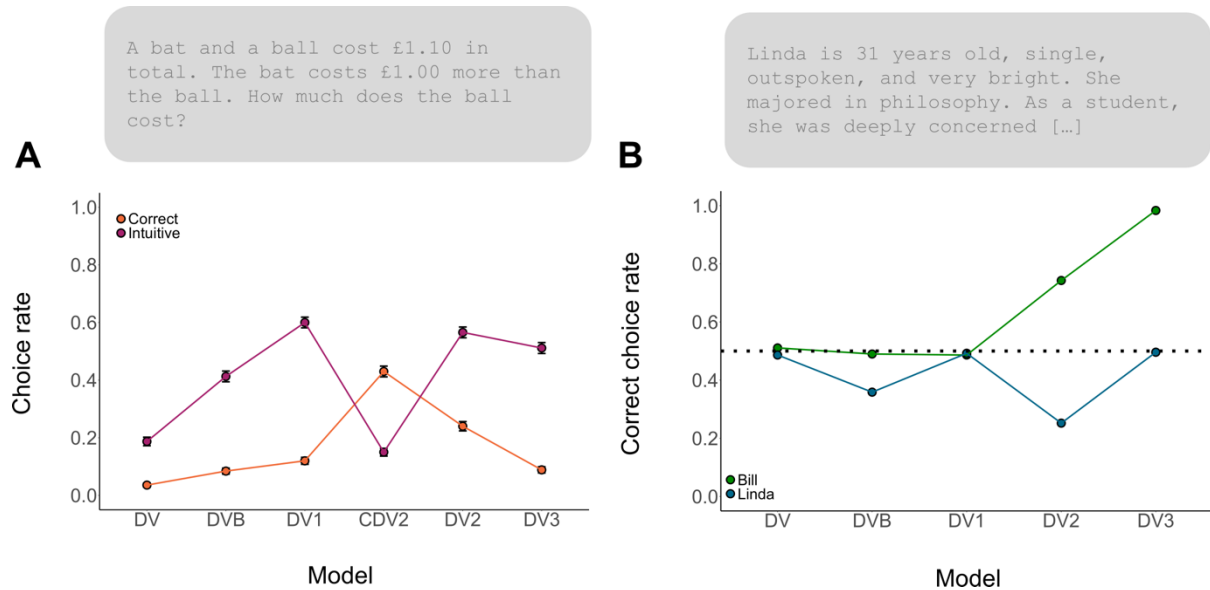 A bat and a ball cost £1.10 in
total. The bat costs £1.00 more than
the ball. How much does the ball
cost?
Linda is 31 years old, single,
outspoken, and very bright. She
majored in philosophy. As a student,
she was deeply concerned […]
A
Correct
Intuitive
Choice rate
1.0
0.8
0.6
0.4
0.2
0.0
DV DVB DV1 CDV2 DV2 DV3
Model
B
Correct choice rate
1.0
0.8
0.6
0.4
0.2
0.0
Bill
Linda
DV DVB DV1 DV2 DV3
Model